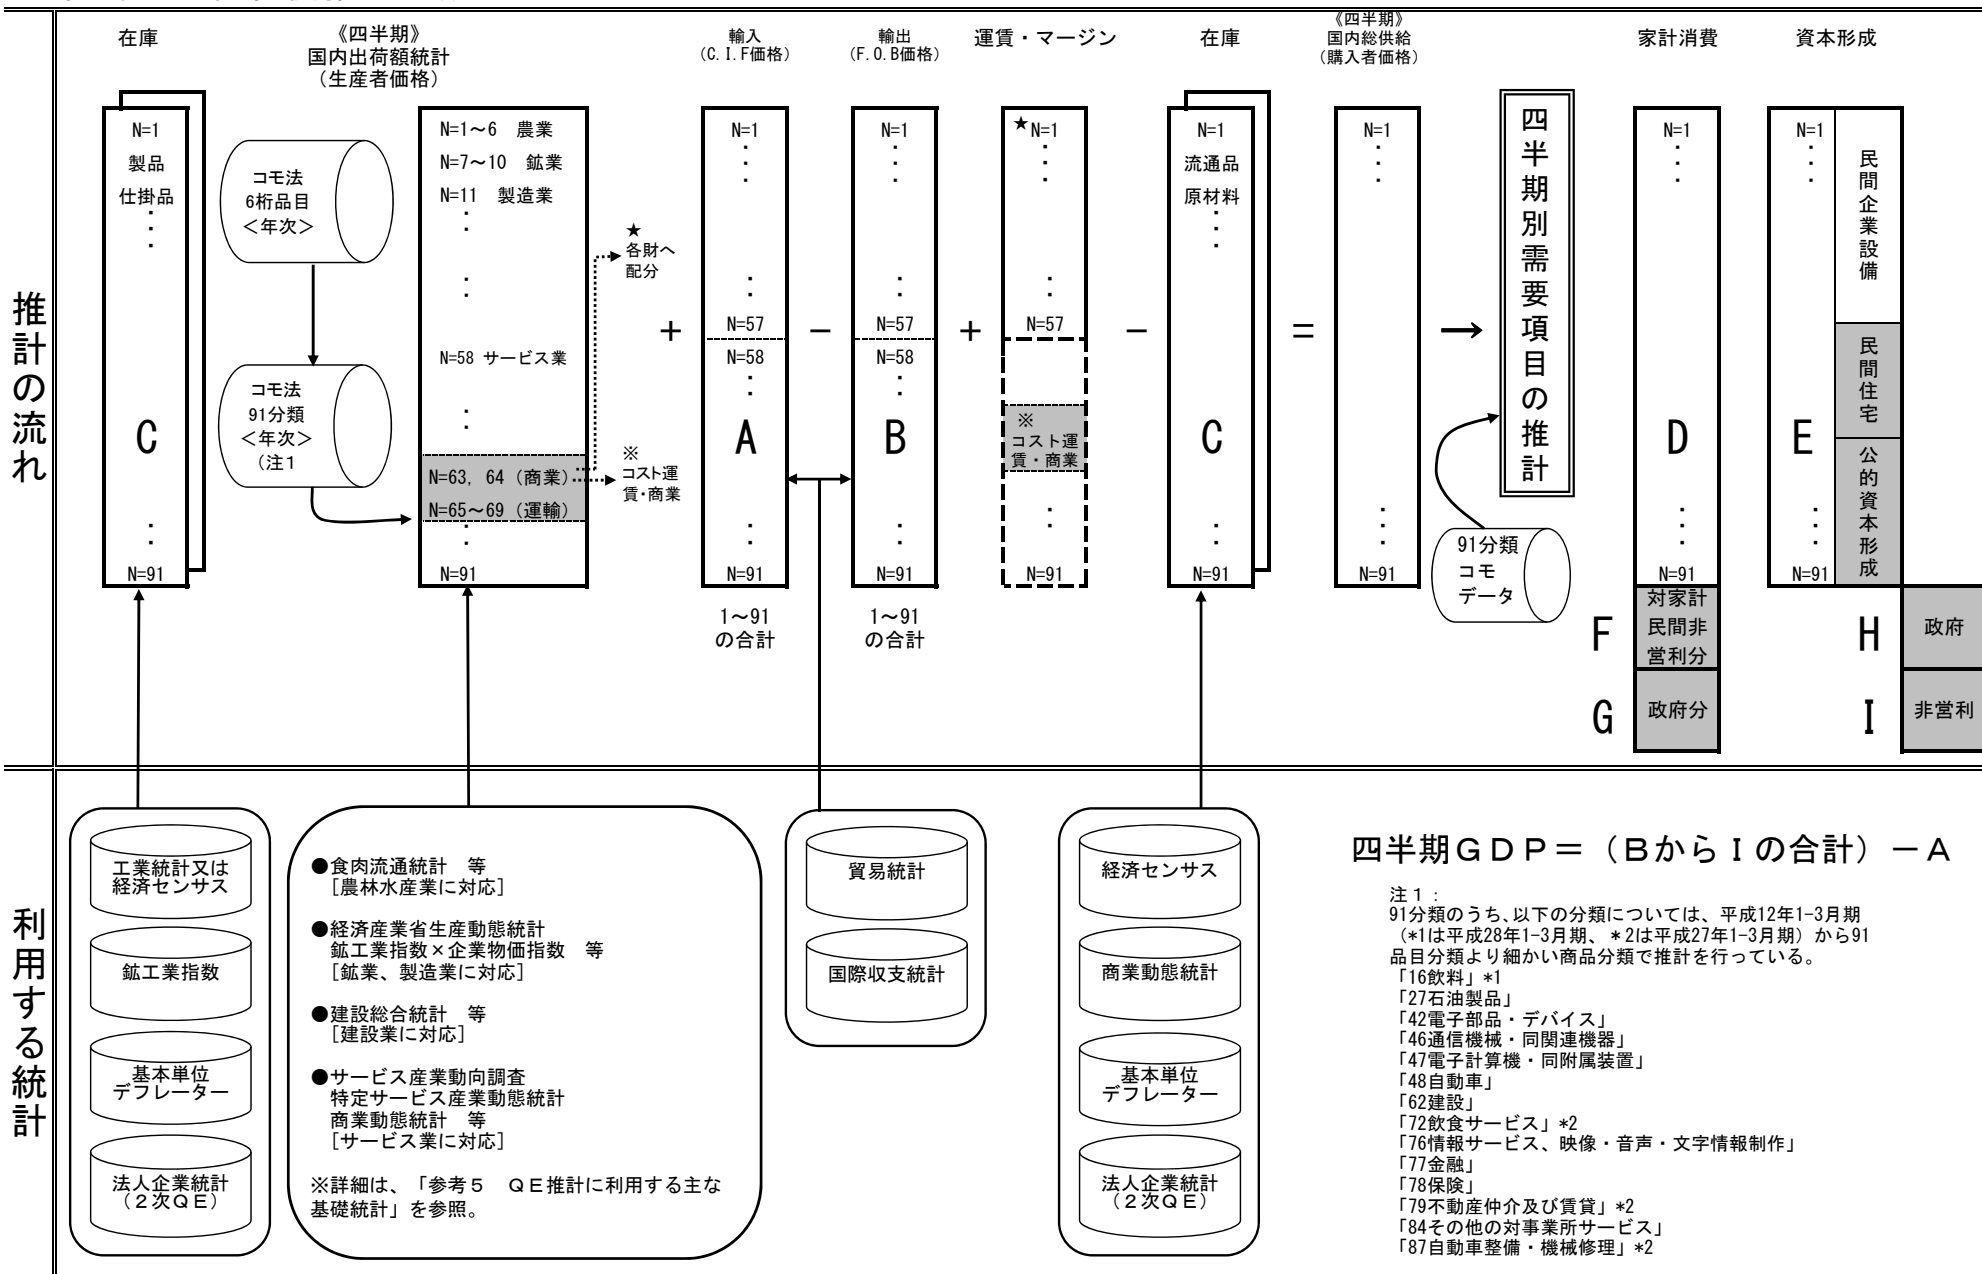 推計の流れ
在庫
《四半期》
国内出荷額統計
(生産者価格)
輸入
(C.I.F価格)
輸出
(F.O.B価格)
運賃・マージン
在庫
《四半期》
国内総供給
(購入者価格)
家計消費
資本形成
N=1
製品
仕掛品
C
N=91
コモ法
6桁品目
＜年次＞
コモ法
91分類
＜年次＞
(注1
N=1～6 農業
N=7～10 鉱業
N=11 製造業
N=58 サービス業
N=63, 64 (商業)
N=65～69 (運輸)
N=91
★
各財へ
配分
※
コスト運
賃・商業
＋
N=1
N=57
N=58
A
N=91
1～91
の合計
－
N=1
N=57
N=58
B
N=91
1～91
の合計
＋
★N=1
N=57
※
コスト運
賃・商業
N=91
－
N=1
流通品
原材料
C
N=91
＝
N=1
N=91
→
四半期別需要項目の推計
91分類
コモ
データ
N=1
D
N=91
対家計
民間非
営利分
F
政府分
G
N=1
E
N=91
民間企業設備
民間住宅
公的資本形成
H
政府
I
非営利
利用する統計
工業統計又は
経済センサス
鉱工業指数
基本単位
デフレーター
法人企業統計
(２次ＱＥ)
●食肉流通統計　等
[農林水産業に対応]
●経済産業省生産動態統計
鉱工業指数×企業物価指数　等
[鉱業、製造業に対応]
●建設総合統計　等
[建設業に対応]
●サービス産業動向調査
特定サービス産業動態統計
商業動態統計　等
[サービス業に対応]
※詳細は、「参考５　ＱＥ推計に利用する主な
基礎統計」を参照。
貿易統計
国際収支統計
経済センサス
商業動態統計
基本単位
デフレーター
法人企業統計
(２次ＱＥ)
四半期ＧＤＰ＝（ＢからＩの合計）－Ａ
注１：
91分類のうち、以下の分類については、平成12年1-3月期
(*1は平成28年1-3月期、＊2は平成27年1-3月期) から91
品目分類より細かい商品分類で推計を行っている。
「16飲料」*1
「27石油製品」
「42電子部品・デバイス」
「46通信機械・同関連機器」
「47電子計算機・同附属装置」
「48自動車」
「62建設」
「72飲食サービス」*2
「76情報サービス、映像・音声・文字情報制作」
「77金融」
「78保険」
「79不動産仲介及び賃貸」*2
「84その他の対事業所サービス」
「87自動車整備・機械修理」*2